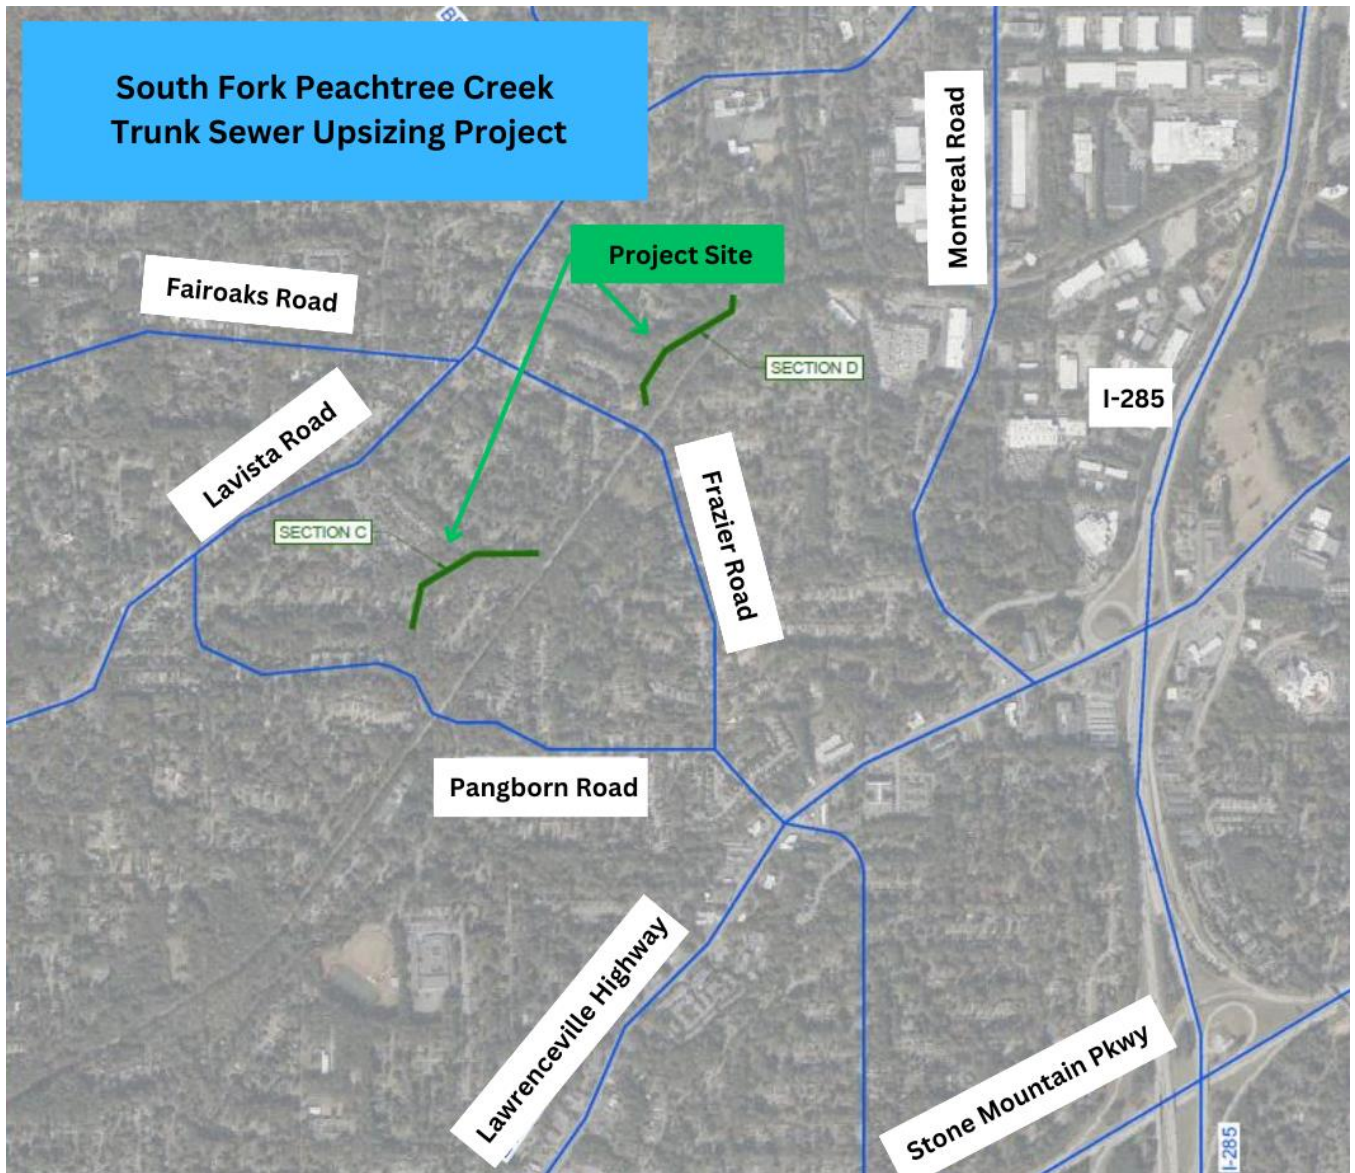 South Fork Peachtree Creek
Trunk Sewer Upsizing Project
Project Site
Montreal Road
Fairoaks Road
SECTION D
I-285
Lavista Road
SECTION C
Frazier Road
Pangborn Road
Lawrenceville Highway
Stone Mountain Pkwy
I-285